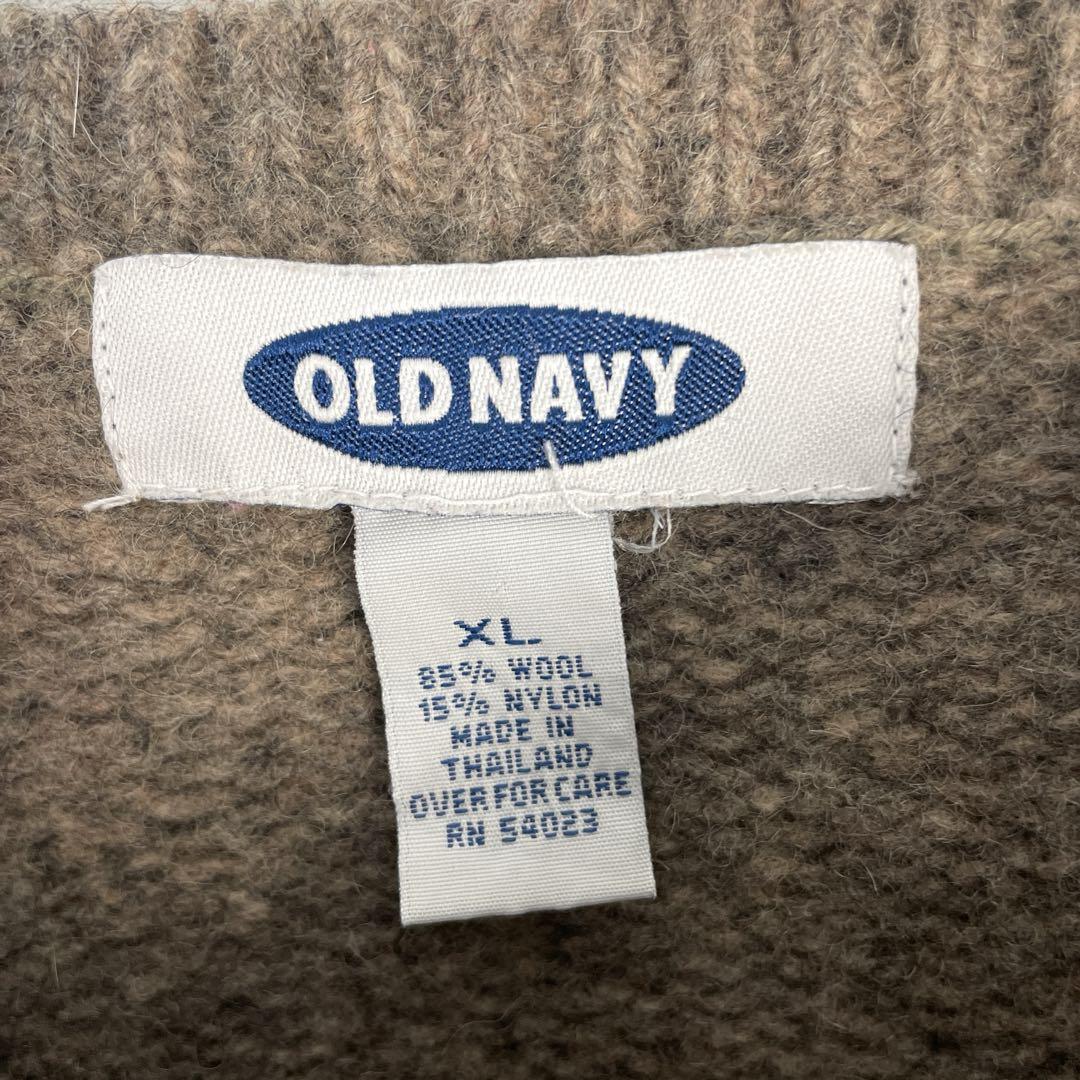 OLD NAVY
XL
85% WOOL
15% NYLON
MADE IN
THAILAND
OVER FOR CARE
RN 54023